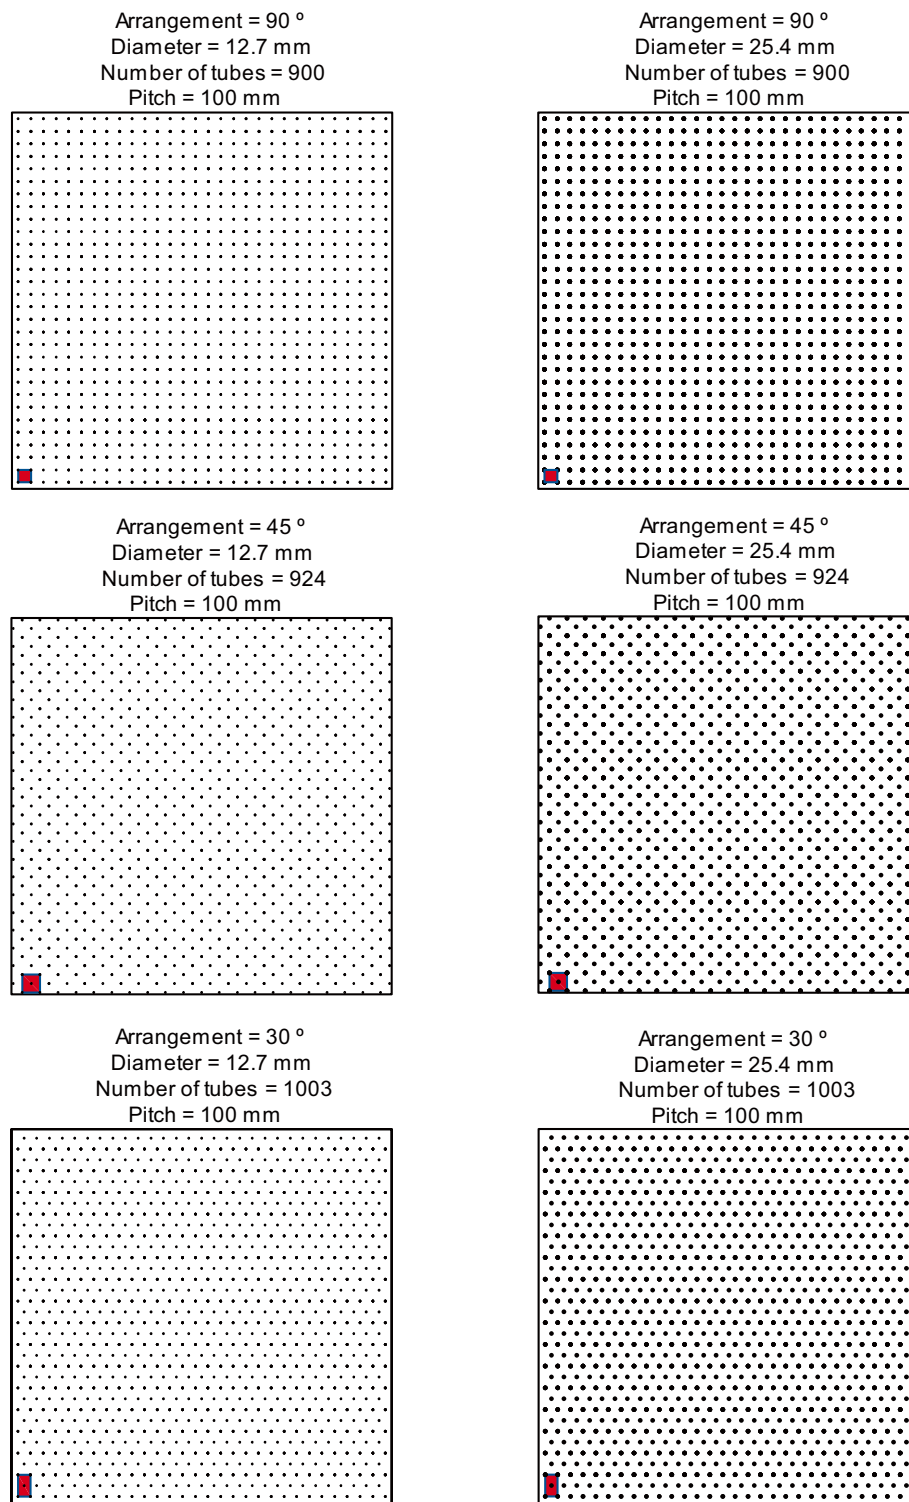 Arrangement = 90 º
Diameter = 12.7 mm
Number of tubes = 900
Pitch = 100 mm
Arrangement = 90 º
Diameter = 25.4 mm
Number of tubes = 900
Pitch = 100 mm
Arrangement = 45 º
Diameter = 12.7 mm
Number of tubes = 924
Pitch = 100 mm
Arrangement = 45 º
Diameter = 25.4 mm
Number of tubes = 924
Pitch = 100 mm
Arrangement = 30 º
Diameter = 12.7 mm
Number of tubes = 1003
Pitch = 100 mm
Arrangement = 30 º
Diameter = 25.4 mm
Number of tubes = 1003
Pitch = 100 mm